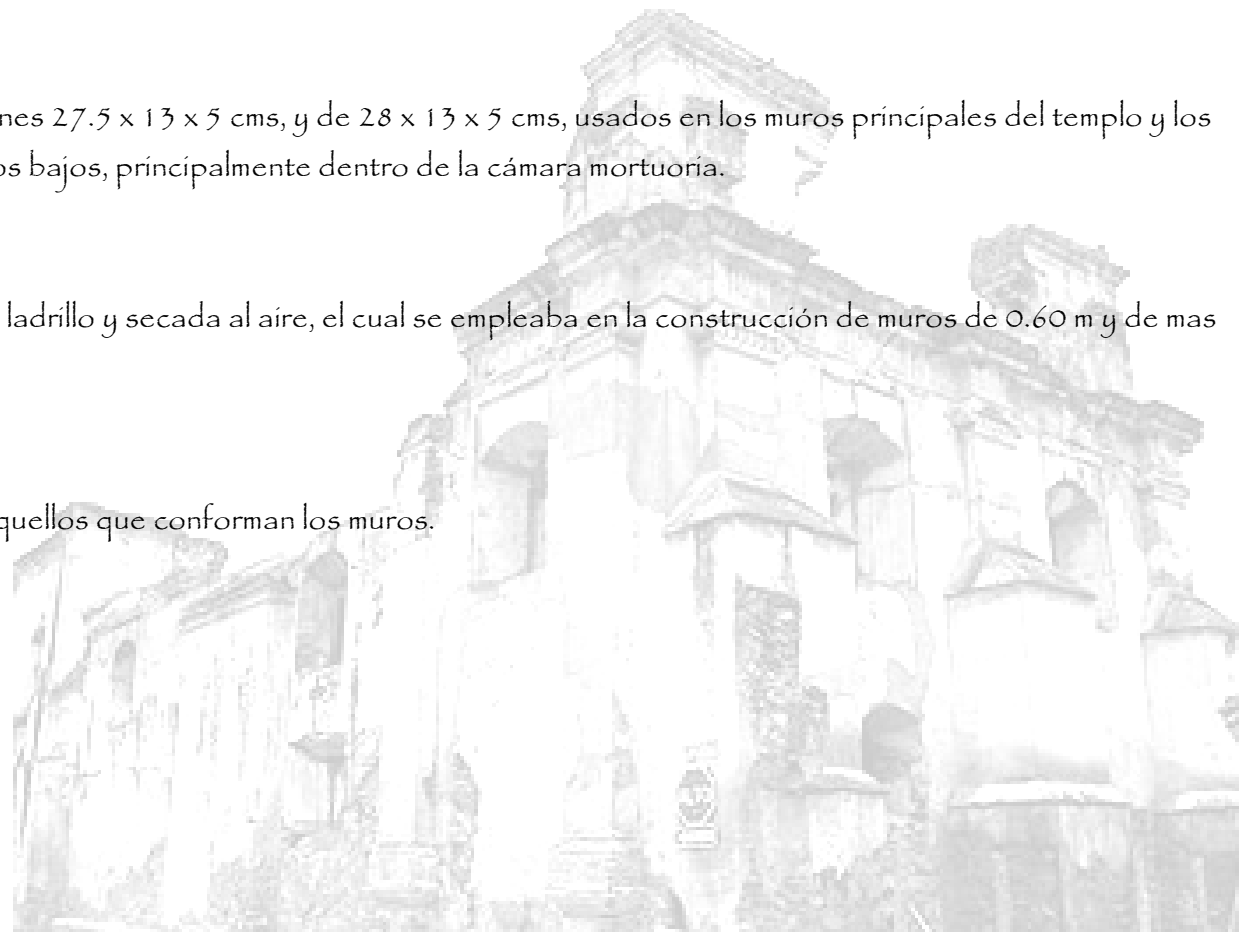 nes 27.5 x 13 x 5 cms, y de 28 x 13 x 5 cms, usados en los muros principales del templo y los
os bajos, principalmente dentro de la cámara mortuoria.
ladrillo y secada al aire, el cual se empleaba en la construcción de muros de 0.60 m y de mas
quellos que conforman los muros.